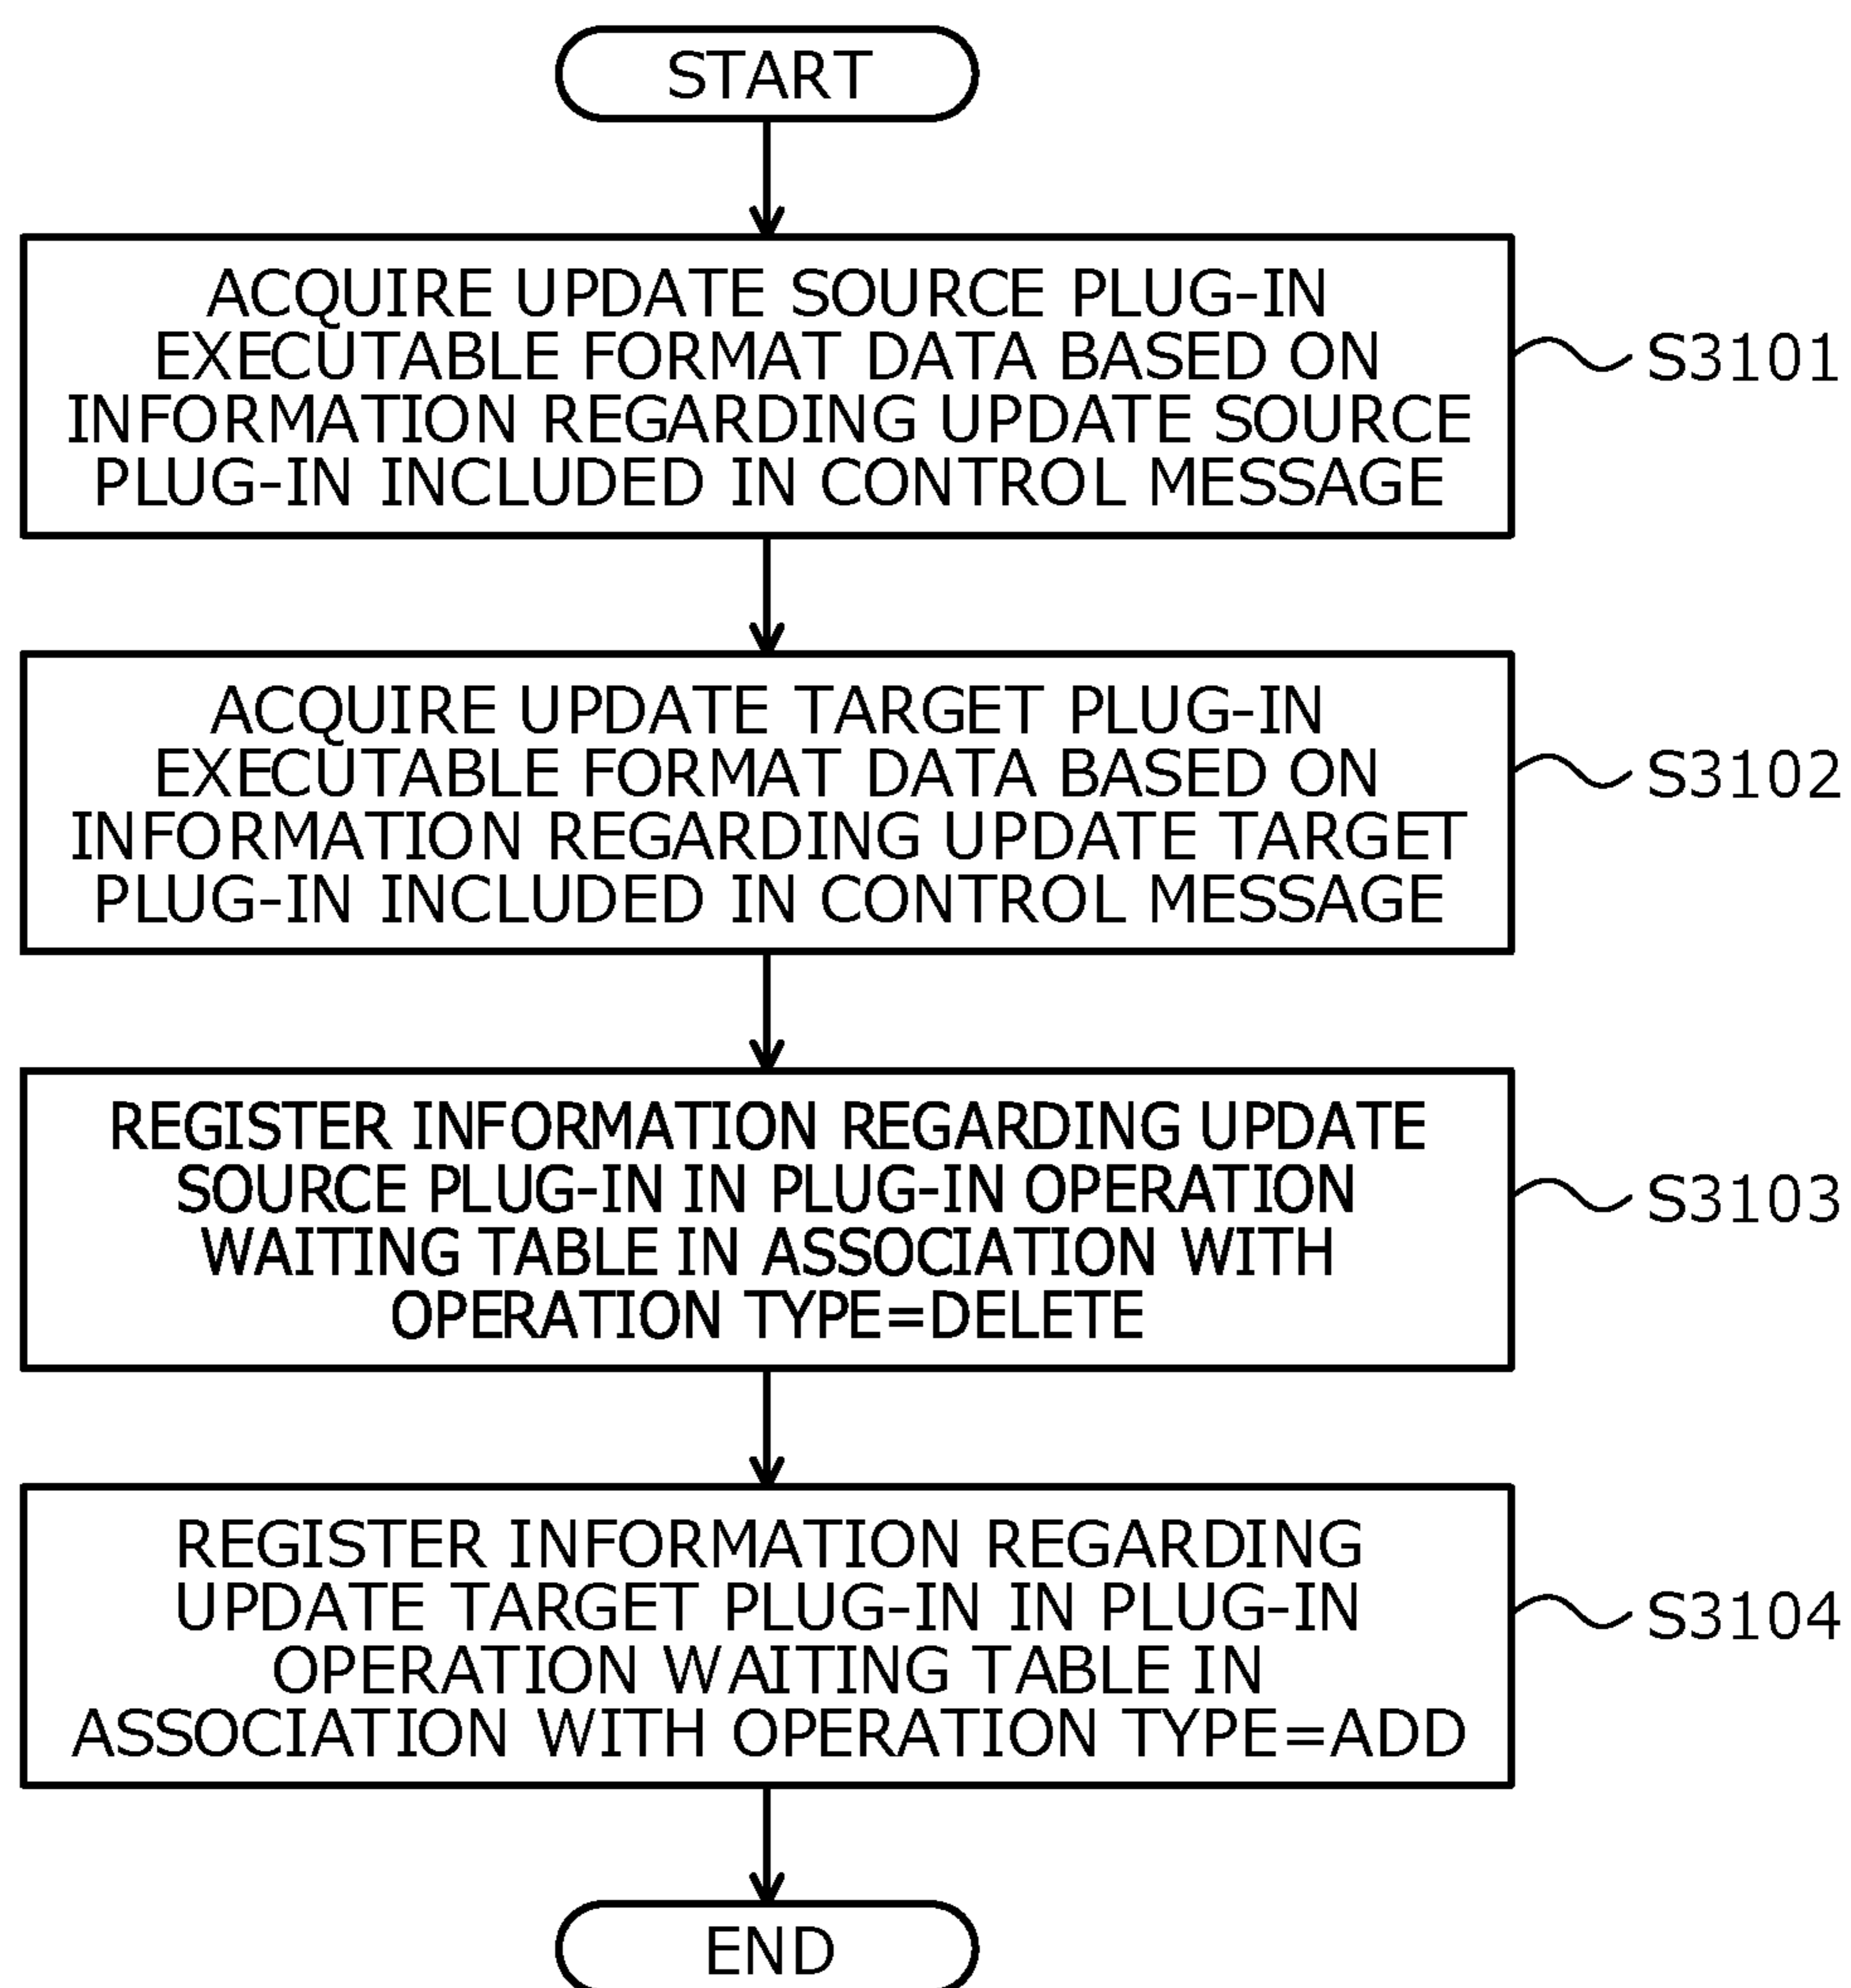 START
ACQUIRE UPDATE SOURCE PLUG-IN
EXECUTABLE FORMAT DATA BASED ON
INFORMATION REGARDING UPDATE SOURCE
PLUG-IN INCLUDED IN CONTROL MESSAGE
S3101
ACQUIRE UPDATE TARGET PLUG-IN
EXECUTABLE FORMAT DATA BASED ON
INFORMATION REGARDING UPDATE TARGET
PLUG-IN INCLUDED IN CONTROL MESSAGE
S3102
REGISTER INFORMATION REGARDING UPDATE
SOURCE PLUG-IN IN PLUG-IN OPERATION
WAITING TABLE IN ASSOCIATION WITH
OPERATION TYPE=DELETE
S3103
REGISTER INFORMATION REGARDING
UPDATE TARGET PLUG-IN IN PLUG-IN
OPERATION WAITING TABLE IN
ASSOCIATION WITH OPERATION TYPE=ADD
S3104
END